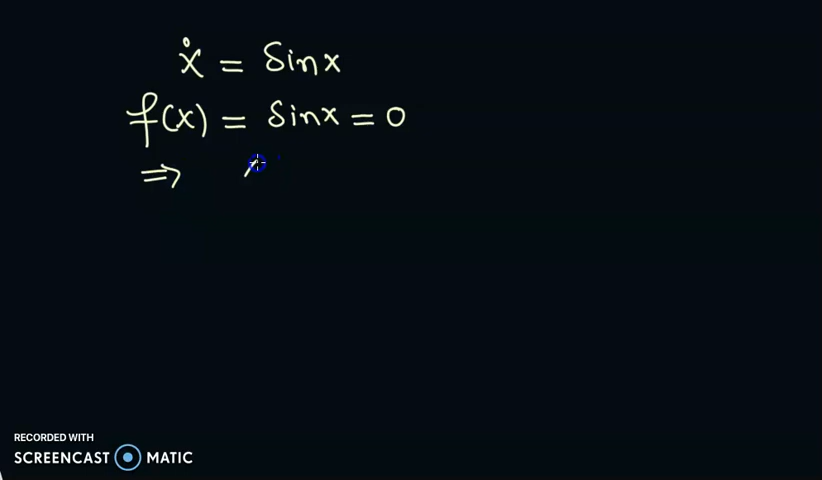 ẋ = Sinx
f(x) = Sinx = 0
⇒
RECORDED WITH
SCREENCAST MATIC